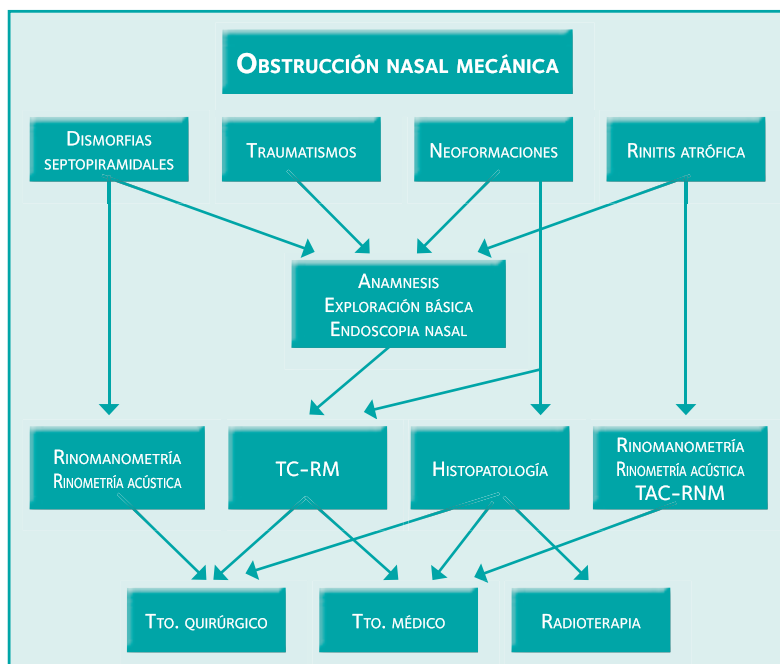 Obstrucción nasal mecánica
Dismorfias
septopiramidales
Traumatismos
Neoformaciones
Rinitis atrófica
Anamnesis
Exploración básica
Endoscopia nasal
Rinomanometría
Rinometría acústica
TC-RM
Histopatología
Rinomanometría
Rinometría acústica
TAC-RNM
Tto. quirúrgico
Tto. médico
Radioterapia